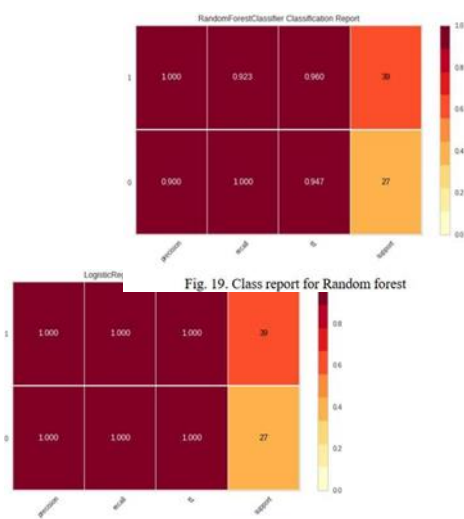 RandomForestClassifier Classification Report
1.0
1 1.000 0.923 0.960 39
0.8
0.6
0.4
0 0.900 1.000 0.947 27
0.2
0.0
precision recall f1 support
Fig. 19. Class report for Random forest
1 1.000 1.000 1.000 39
0.8
0.6
0.4
0 1.000 1.000 1.000 27
0.2
0.0
precision recall f1 support